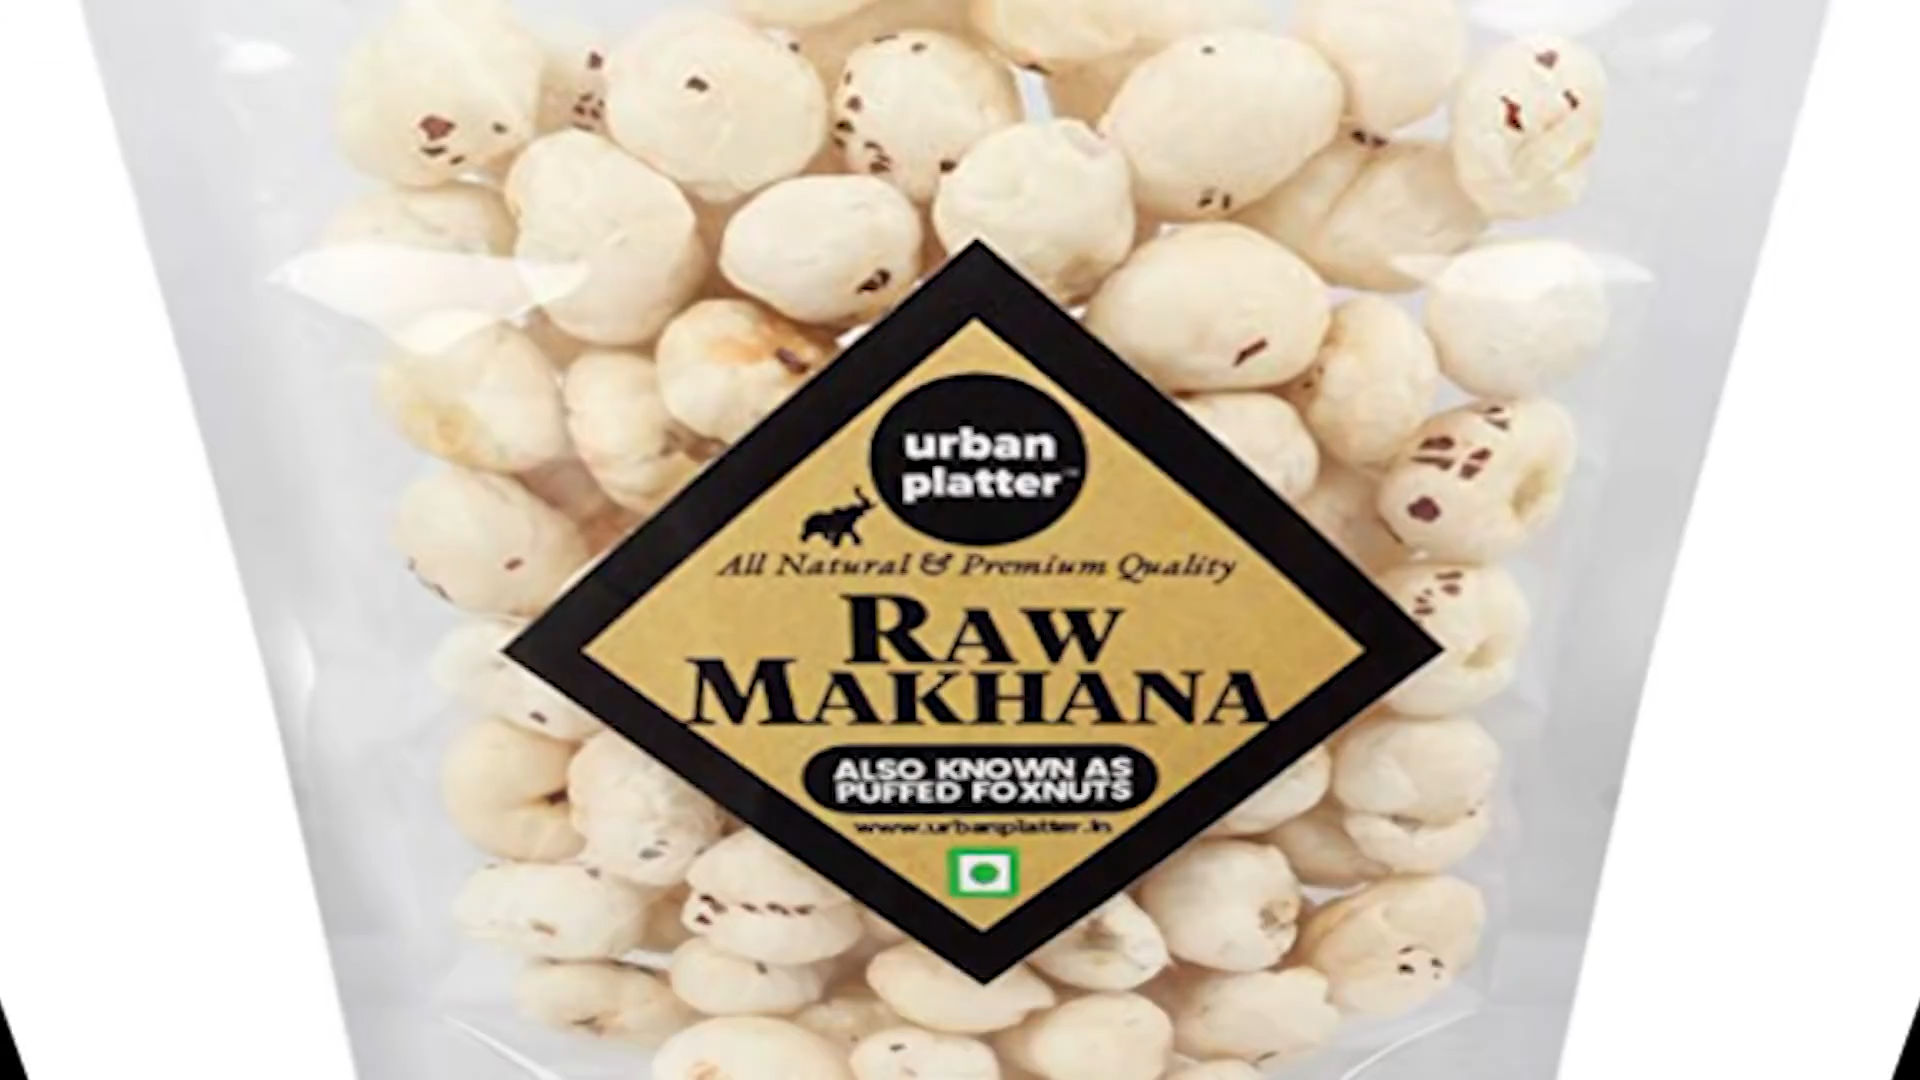 urban
platter™
All Natural & Premium Quality
RAW
MAKHANA
ALSO KNOWN AS
PUFFED FOXNUTS
www.urbanplatter.in